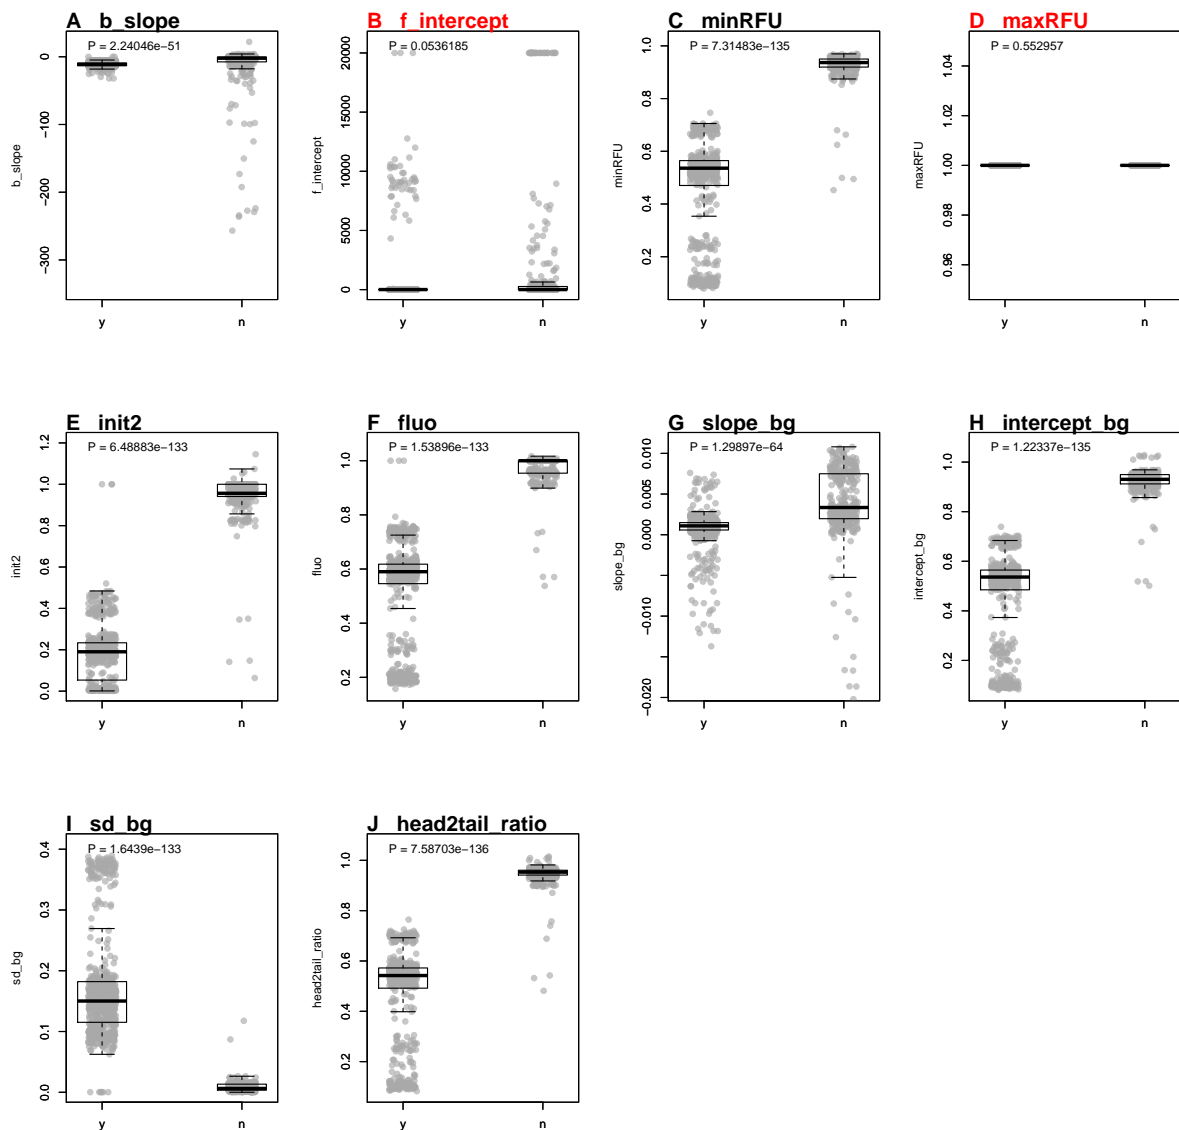 A b_slope
P = 2.24046e−51
b_slope
0
−100
−200
−300
y n
B f_intercept
P = 0.0536185
f_intercept
20000
15000
10000
5000
0
y n
C minRFU
P = 7.31483e−135
minRFU
1.0
0.8
0.6
0.4
0.2
y n
D maxRFU
P = 0.552957
maxRFU
1.04
1.02
1.00
0.98
0.96
y n
E init2
P = 6.48883e−133
init2
1.2
1.0
0.8
0.6
0.4
0.2
0.0
y n
F fluo
P = 1.53896e−133
fluo
1.0
0.8
0.6
0.4
0.2
y n
G slope_bg
P = 1.29897e−64
slope_bg
0.010
0.005
0.000
−0.010
−0.020
y n
H intercept_bg
P = 1.22337e−135
intercept_bg
1.0
0.8
0.6
0.4
0.2
y n
I sd_bg
P = 1.6439e−133
sd_bg
0.4
0.3
0.2
0.1
0.0
y n
J head2tail_ratio
P = 7.58703e−136
head2tail_ratio
1.0
0.8
0.6
0.4
0.2
y n